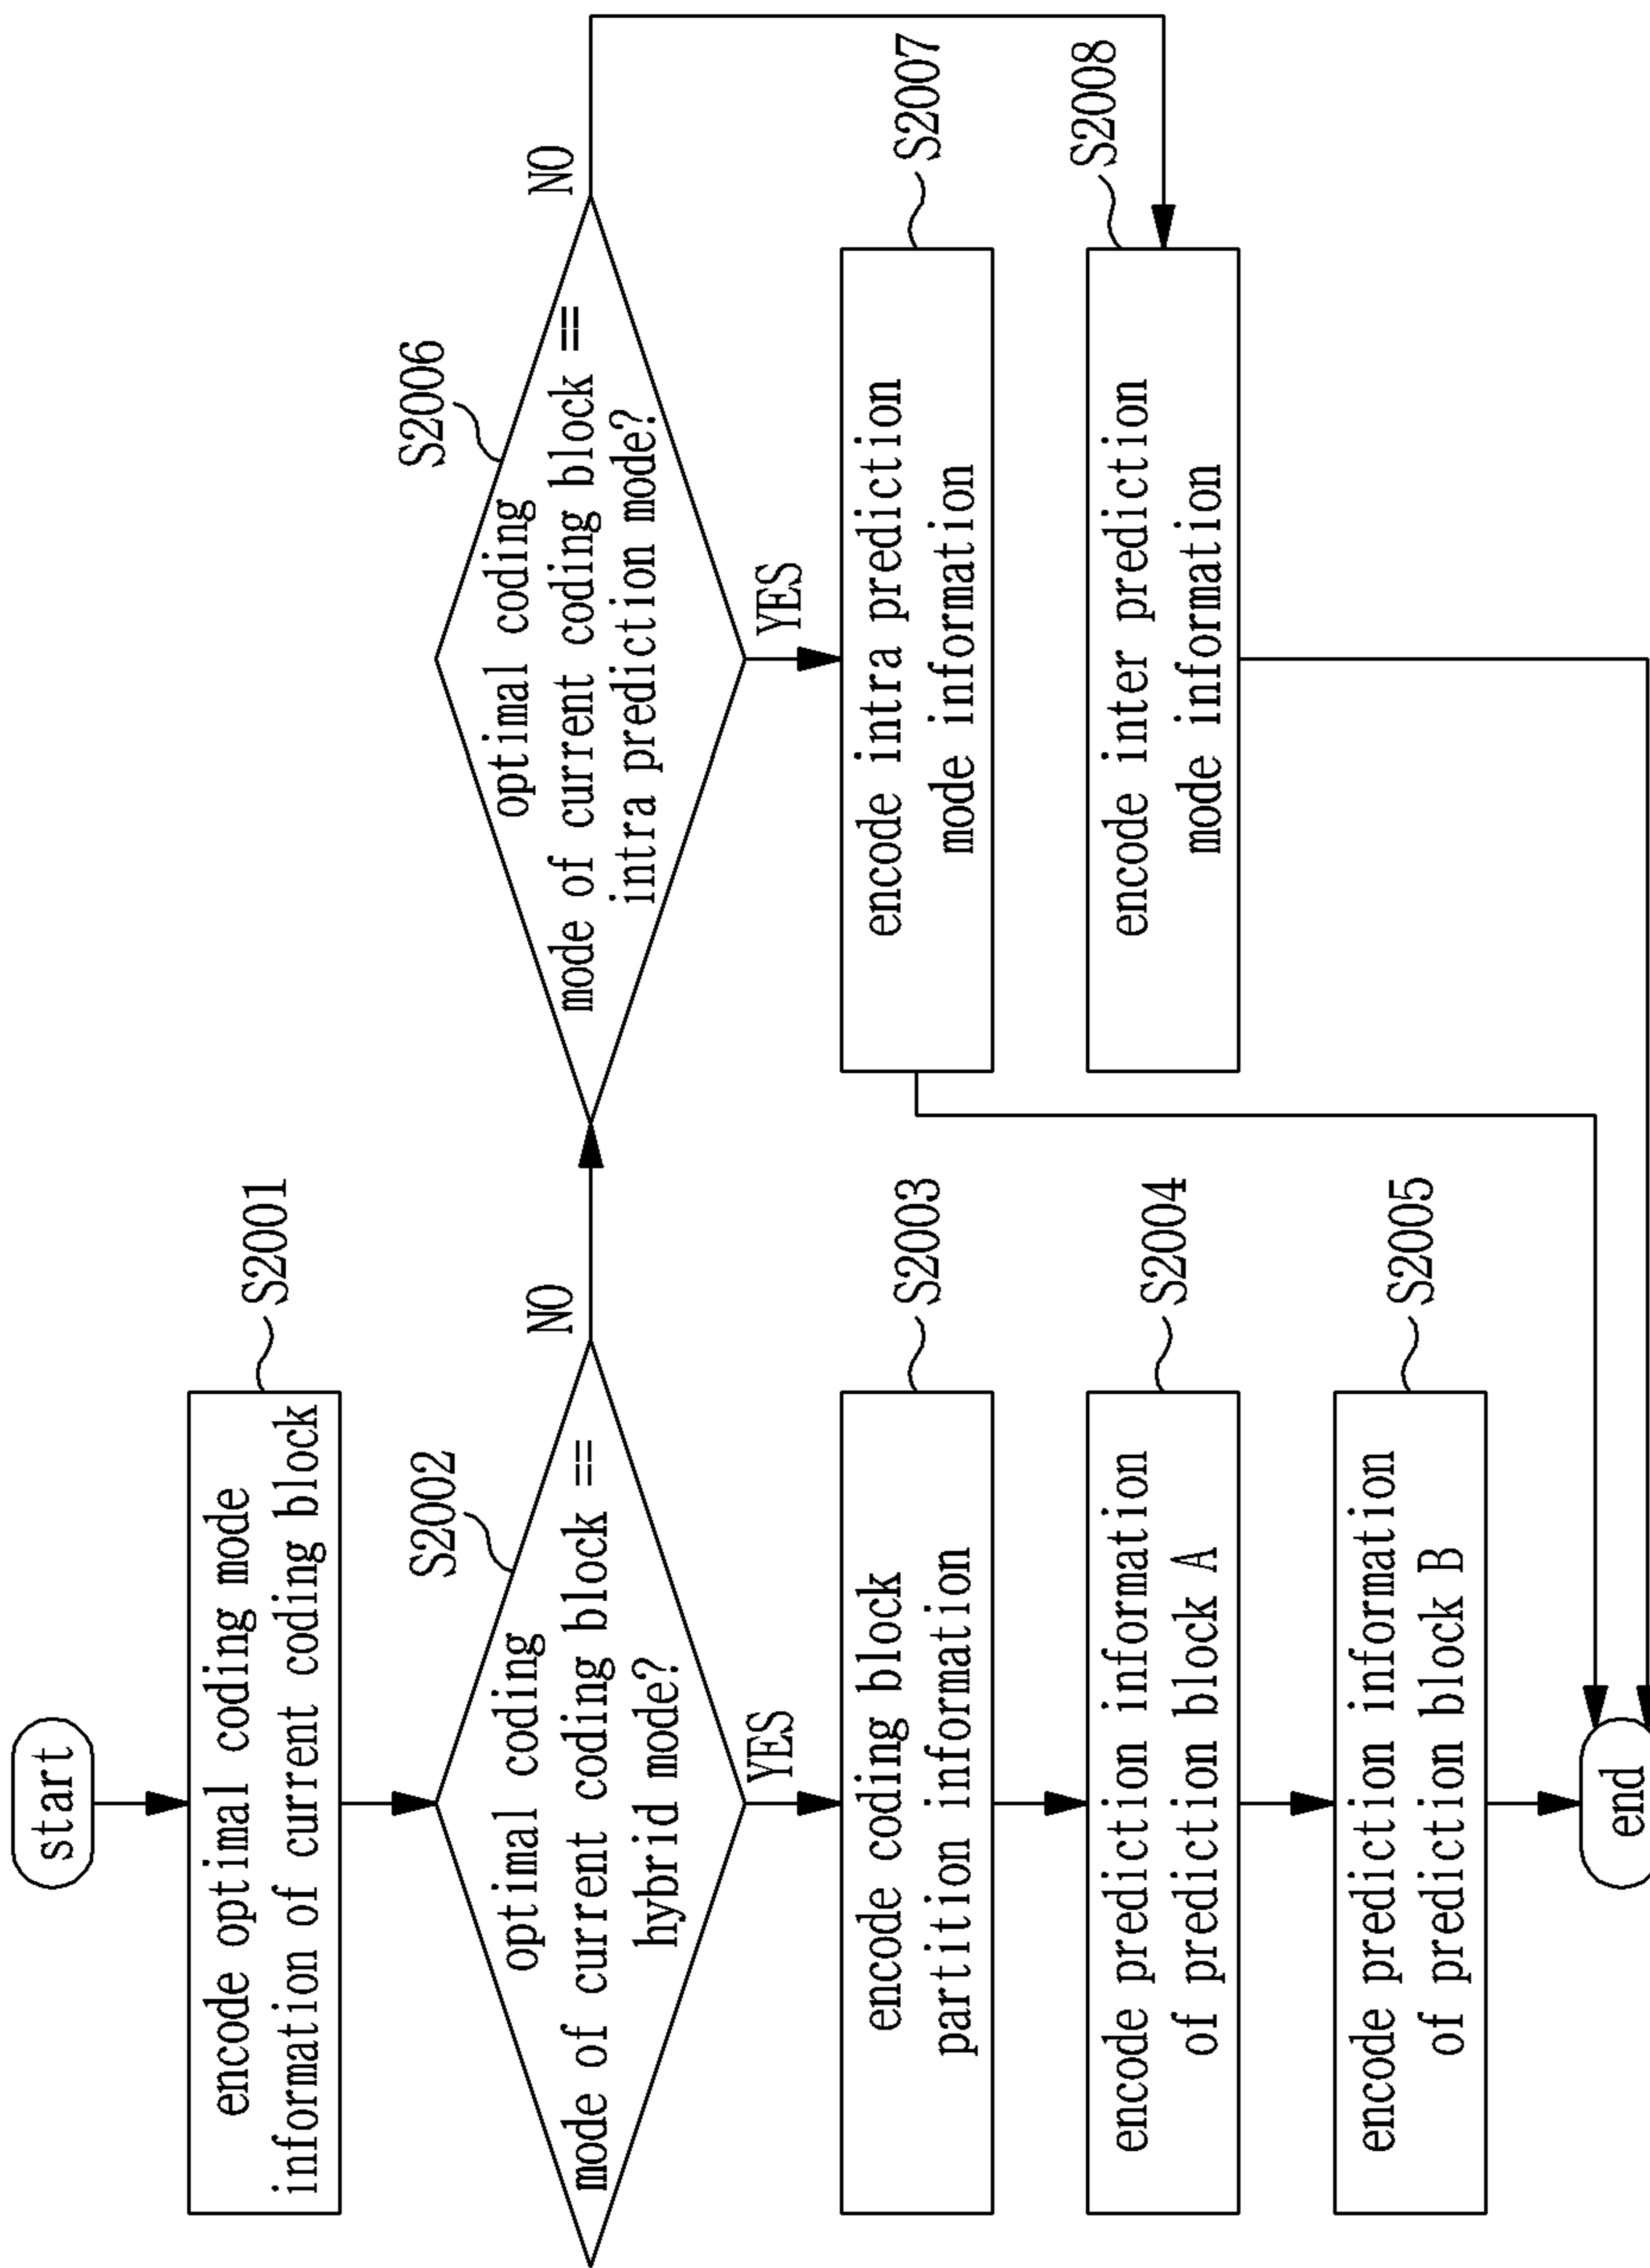 start
encode optimal coding mode
information of current coding block
S2001
optimal coding
mode of current coding block ==
hybrid mode?
S2002
NO
YES
encode coding block
partition information
S2003
encode prediction information
of prediction block A
S2004
encode prediction information
of prediction block B
S2005
optimal coding
mode of current coding block ==
intra prediction mode?
S2006
NO
YES
encode intra prediction
mode information
S2007
encode inter prediction
mode information
S2008
end